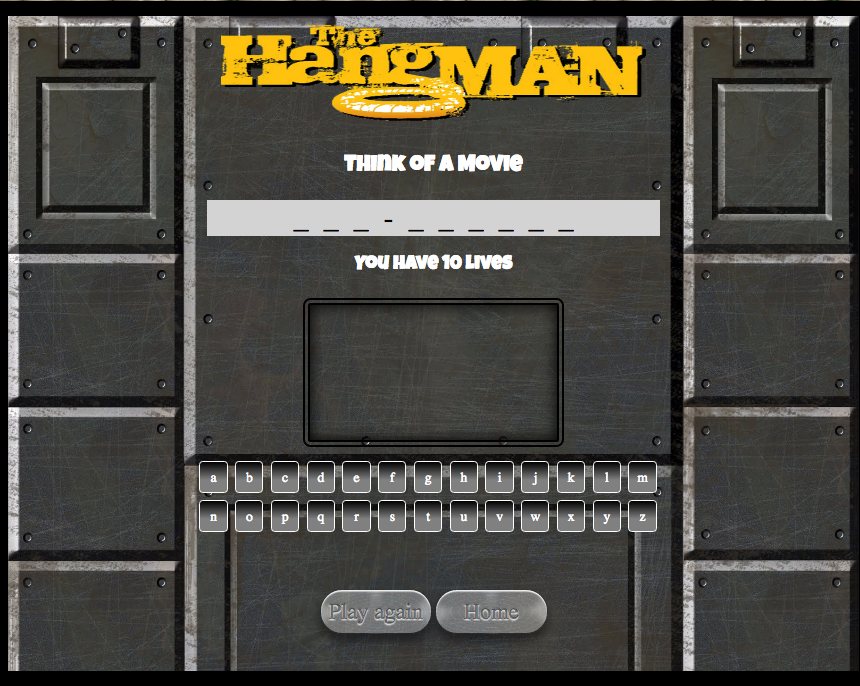 The
HangMAN
Think of a Movie
_ _ _ - _ _ _ _ _ _
You have 10 lives
a b c d e f g h i j k l m
n o p q r s t u v w x y z
Play again Home